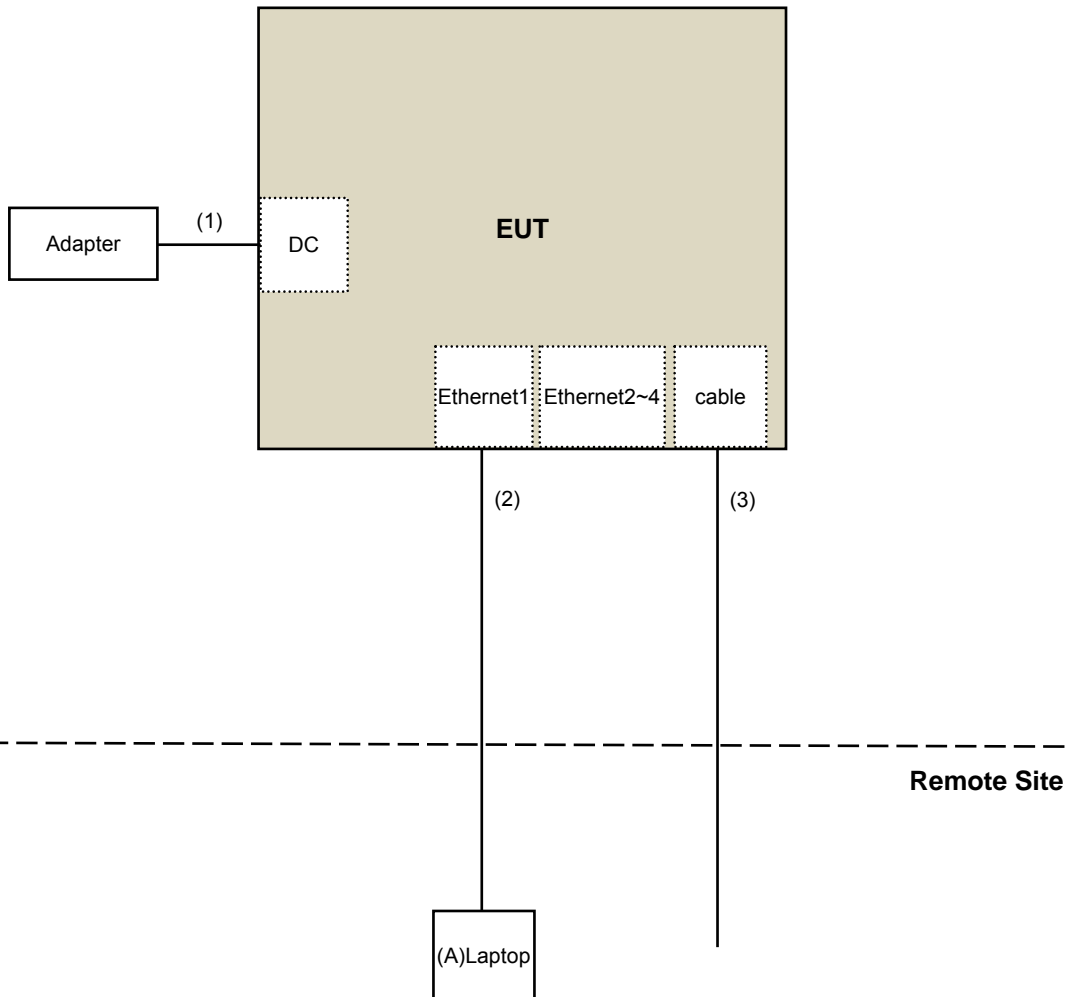 EUT
(1)
Adapter
DC
Ethernet1
Ethernet2~4
cable
(2)
(3)
Remote Site
(A)Laptop